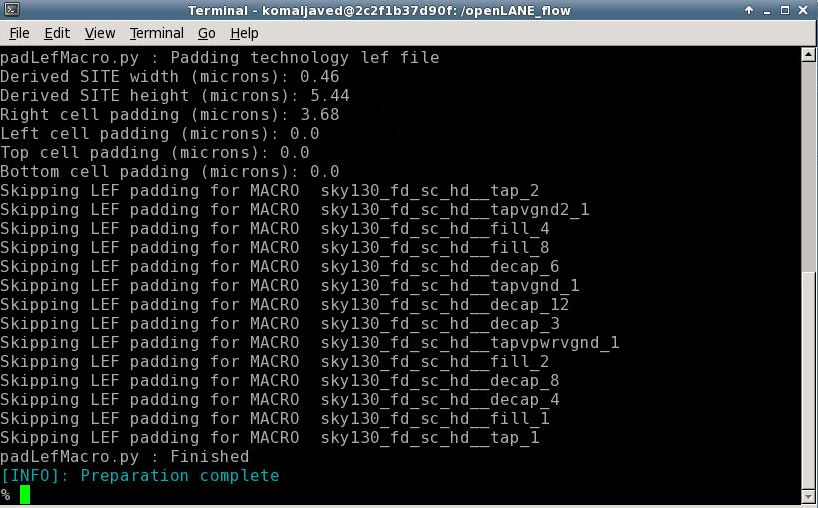 Terminal - komaljaved@2c2f1b37d90f: /openLANE_flow
File Edit View Terminal Go Help
padLefMacro.py : Padding technology lef file
Derived SITE width (microns): 0.46
Derived SITE height (microns): 5.44
Right cell padding (microns): 3.68
Left cell padding (microns): 0.0
Top cell padding (microns): 0.0
Bottom cell padding (microns): 0.0
Skipping LEF padding for MACRO  sky130_fd_sc_hd__tap_2
Skipping LEF padding for MACRO  sky130_fd_sc_hd__tapvgnd2_1
Skipping LEF padding for MACRO  sky130_fd_sc_hd__fill_4
Skipping LEF padding for MACRO  sky130_fd_sc_hd__fill_8
Skipping LEF padding for MACRO  sky130_fd_sc_hd__decap_6
Skipping LEF padding for MACRO  sky130_fd_sc_hd__tapvgnd_1
Skipping LEF padding for MACRO  sky130_fd_sc_hd__decap_12
Skipping LEF padding for MACRO  sky130_fd_sc_hd__decap_3
Skipping LEF padding for MACRO  sky130_fd_sc_hd__tapvpwrvgnd_1
Skipping LEF padding for MACRO  sky130_fd_sc_hd__fill_2
Skipping LEF padding for MACRO  sky130_fd_sc_hd__decap_8
Skipping LEF padding for MACRO  sky130_fd_sc_hd__decap_4
Skipping LEF padding for MACRO  sky130_fd_sc_hd__fill_1
Skipping LEF padding for MACRO  sky130_fd_sc_hd__tap_1
padLefMacro.py : Finished
[INFO]: Preparation complete
%